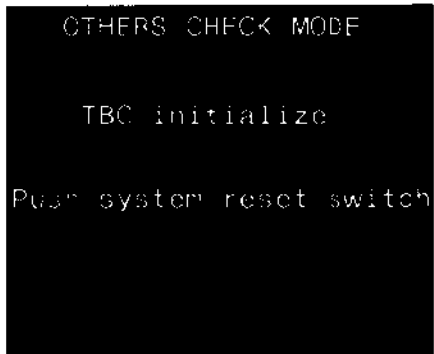 OTHERS CHECK MODE
TBC initialize
Push system reset switch